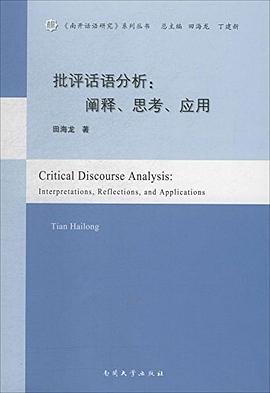 《南开话语研究》系列丛书 总主编 田海龙 丁建新
批评话语分析：
阐释、思考、应用
田海龙 著
Critical Discourse Analysis:
Interpretations, Reflections, and Applications
Tian Hailong
南開大学出版社